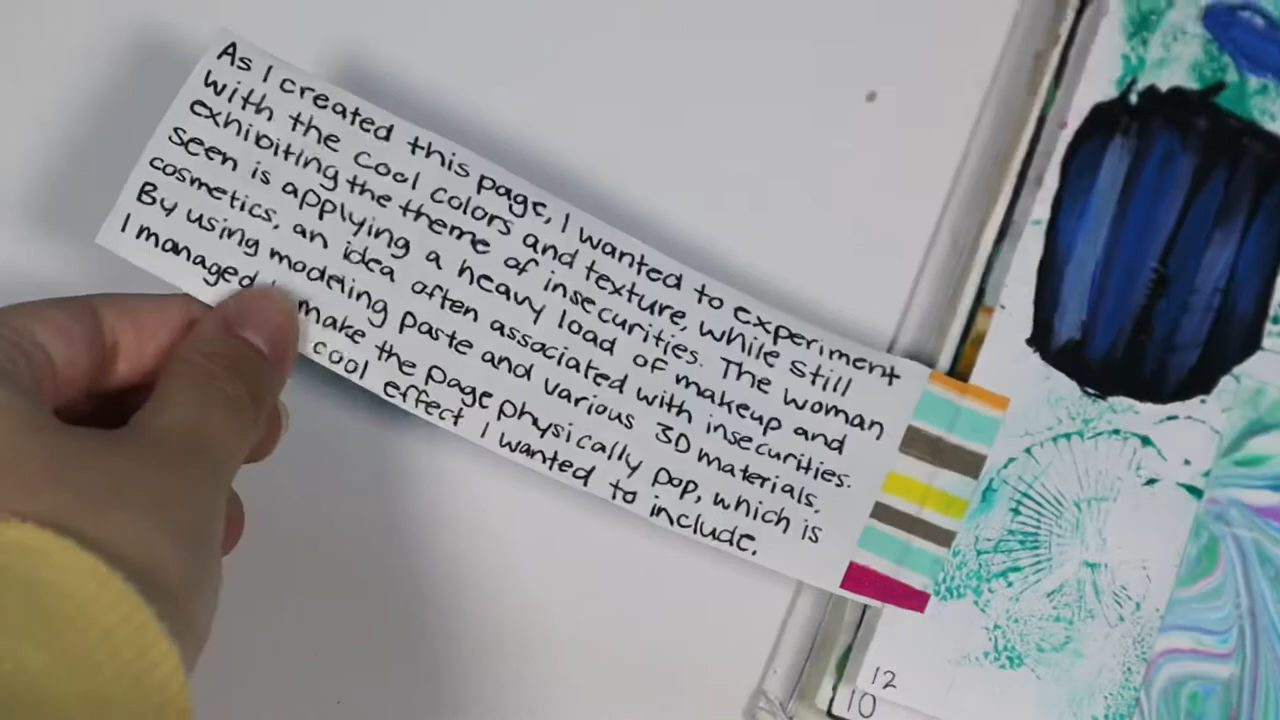 As I created this page, I wanted to experiment
with the cool colors and texture, while still
exhibiting the theme of insecurities. The woman
seen is applying a heavy load of makeup and
cosmetics, an idea often associated with insecurities.
By using modeling paste and various 3D materials,
I managed make the page physically pop, which is
cool effect I wanted to include.
12
10